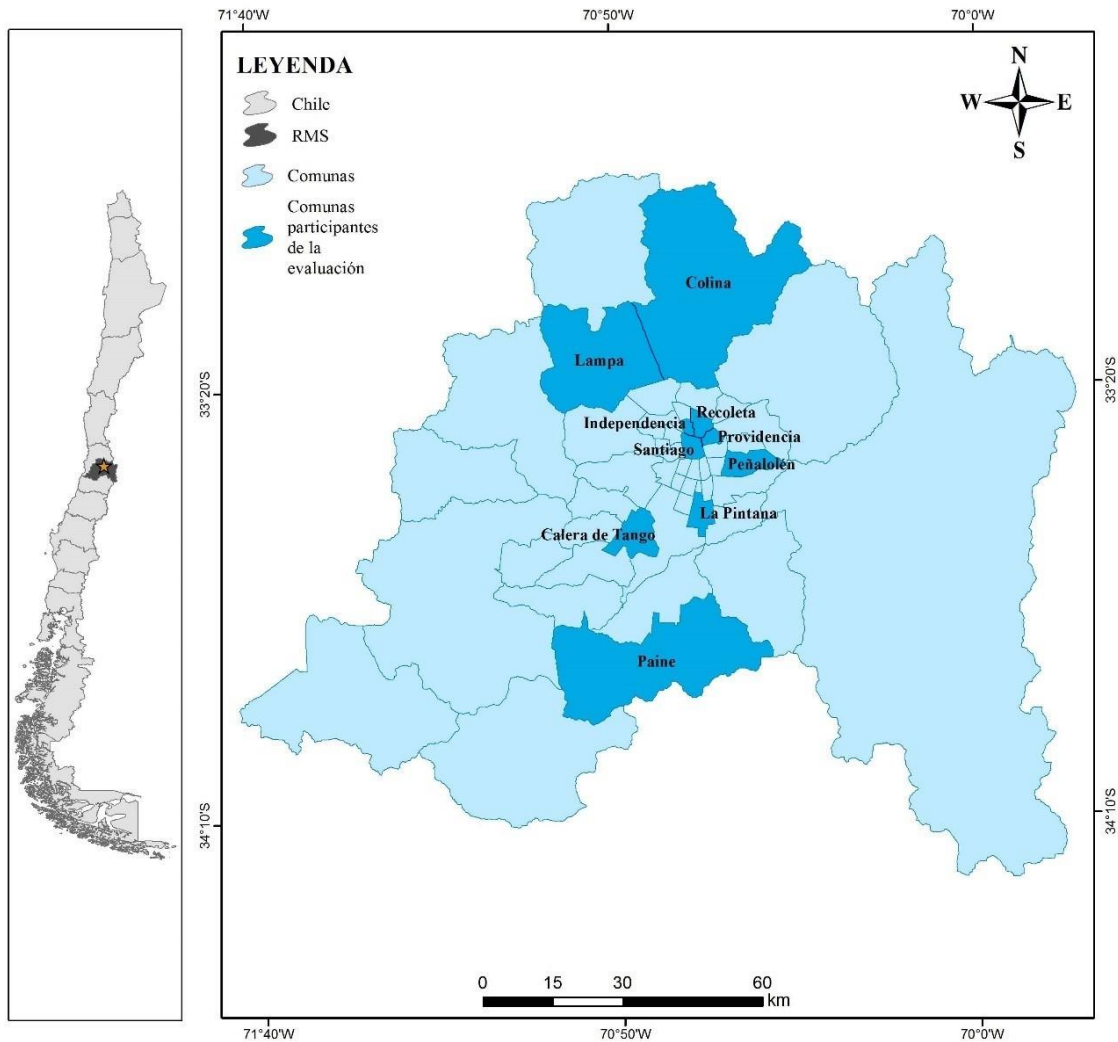 71°40'W 70°50'W 70°0'W
LEYENDA
Chile
RMS
Comunas
Comunas
participantes
de la
evaluación
N
W E
S
Colina
Lampa
33°20'S 33°20'S
Recoleta
Independencia
Providencia
Santiago
Peñalolén
La Pintana
Calera de Tango
Paine
34°10'S 34°10'S
0 15 30 60
km
71°40'W 70°50'W 70°0'W